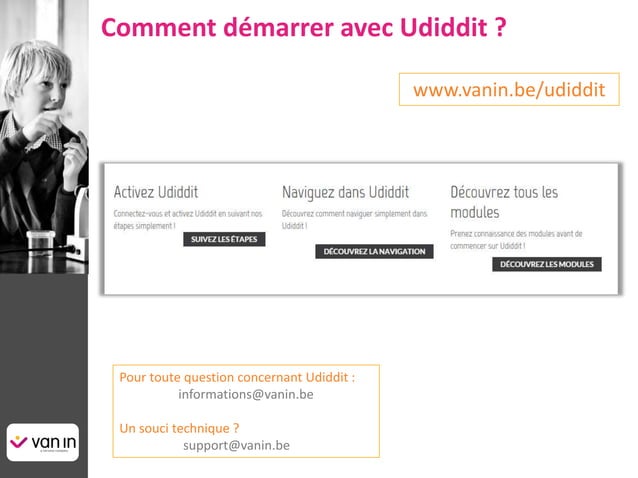 Comment démarrer avec Udiddit ?
www.vanin.be/udiddit
Activez Udiddit
Connectez-vous et activez Udiddit en suivant nos
étapes simplement !
SUIVEZ LES ÉTAPES
Naviguez dans Udiddit
Découvrez comment naviguer simplement dans
Udiddit !
DÉCOUVREZ LA NAVIGATION
Découvrez tous les
modules
Prenez connaissance des modules avant de
commencer sur Udiddit !
DÉCOUVREZ LES MODULES
Pour toute question concernant Udiddit :
informations@vanin.be
Un souci technique ?
support@vanin.be
van in